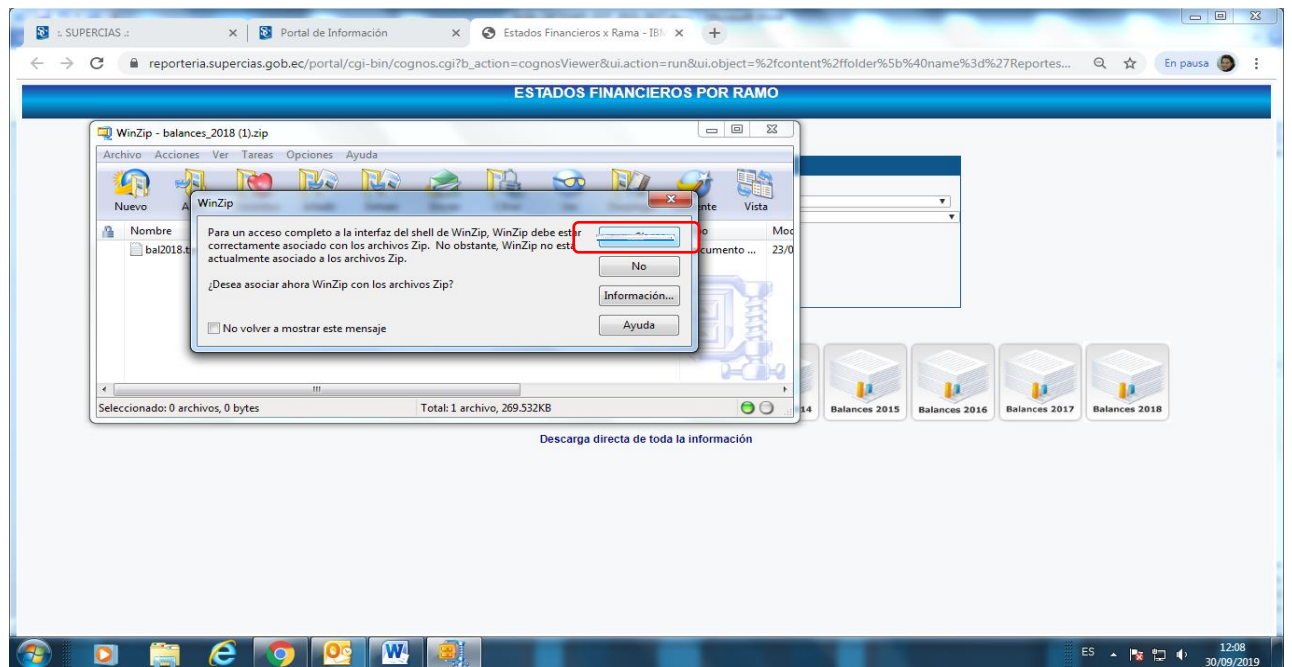 :. SUPERCIAS .:
Portal de Información
Estados Financieros x Rama - IBM
reporteria.supercias.gob.ec/portal/cgi-bin/cognos.cgi?b_action=cognosViewer&ui.action=run&ui.object=%2fcontent%2ffolder%5b%40name%3d%27Reportes...
En pausa
ESTADOS FINANCIEROS POR RAMO
WinZip - balances_2018 (1).zip
Archivo Acciones Ver Tareas Opciones Ayuda
Nuevo
Vista
Nombre
bal2018.t
cumento ...
23/0
WinZip
Para un acceso completo a la interfaz del shell de WinZip, WinZip debe estar
correctamente asociado con los archivos Zip. No obstante, WinZip no está
actualmente asociado a los archivos Zip.
¿Desea asociar ahora WinZip con los archivos Zip?
No volver a mostrar este mensaje
No
Información...
Ayuda
Seleccionado: 0 archivos, 0 bytes
Total: 1 archivo, 269.532KB
14
Balances 2015
Balances 2016
Balances 2017
Balances 2018
Descarga directa de toda la información
ES
12:08
30/09/2019